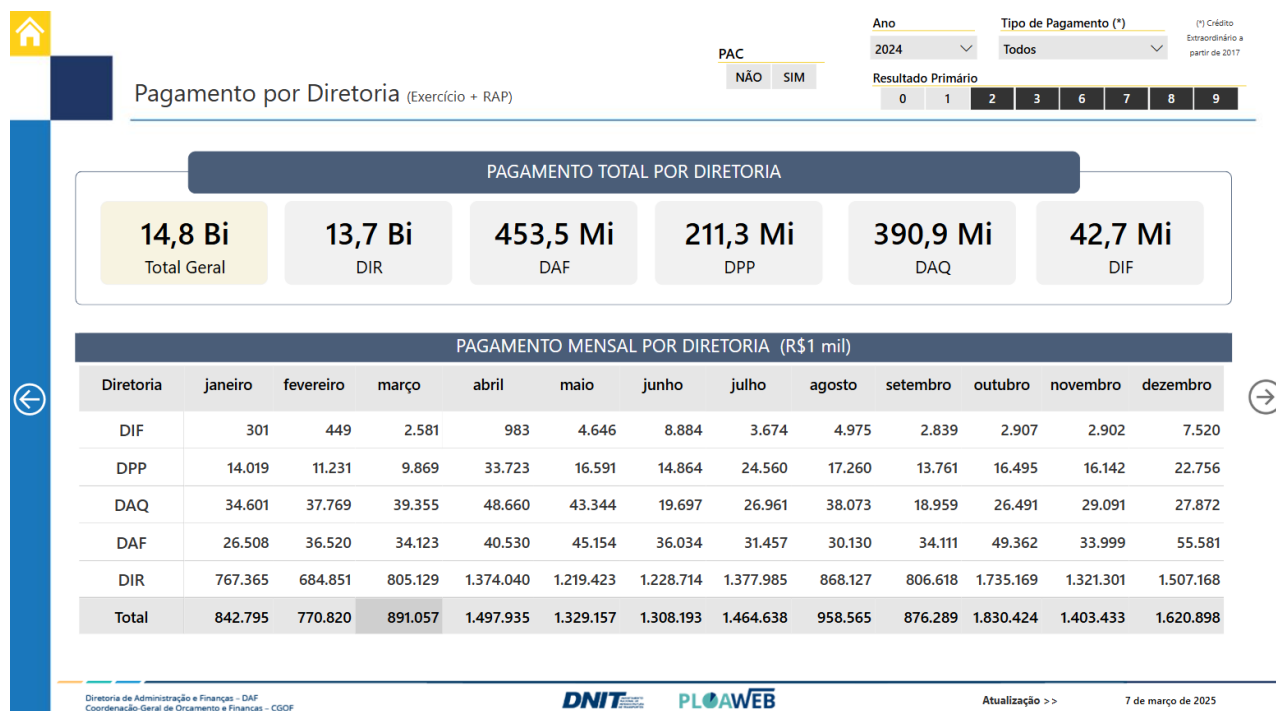 Ano
Tipo de Pagamento (*)
(*) Crédito
Extraordinário a
partir de 2017
2024
Todos
PAC
NÃO SIM
Resultado Primário
0 1 2 3 6 7 8 9
Pagamento por Diretoria (Exercício + RAP)
PAGAMENTO TOTAL POR DIRETORIA
14,8 Bi 13,7 Bi 453,5 Mi 211,3 Mi 390,9 Mi 42,7 Mi
Total Geral DIR DAF DPP DAQ DIF
PAGAMENTO MENSAL POR DIRETORIA (R$1 mil)
Diretoria janeiro fevereiro março abril maio junho julho agosto setembro outubro novembro dezembro
DIF 301 449 2.581 983 4.646 8.884 3.674 4.975 2.839 2.907 2.902 7.520
DPP 14.019 11.231 9.869 33.723 16.591 14.864 24.560 17.260 13.761 16.495 16.142 22.756
DAQ 34.601 37.769 39.355 48.660 43.344 19.697 26.961 38.073 18.959 26.491 29.091 27.872
DAF 26.508 36.520 34.123 40.530 45.154 36.034 31.457 30.130 34.111 49.362 33.999 55.581
DIR 767.365 684.851 805.129 1.374.040 1.219.423 1.228.714 1.377.985 868.127 806.618 1.735.169 1.321.301 1.507.168
Total 842.795 770.820 891.057 1.497.935 1.329.157 1.308.193 1.464.638 958.565 876.289 1.830.424 1.403.433 1.620.898
Diretoria de Administração e Finanças – DAF
Coordenação-Geral de Orçamento e Finanças – CGOF
DNIT
PLOAWEB
Atualização >> 7 de março de 2025